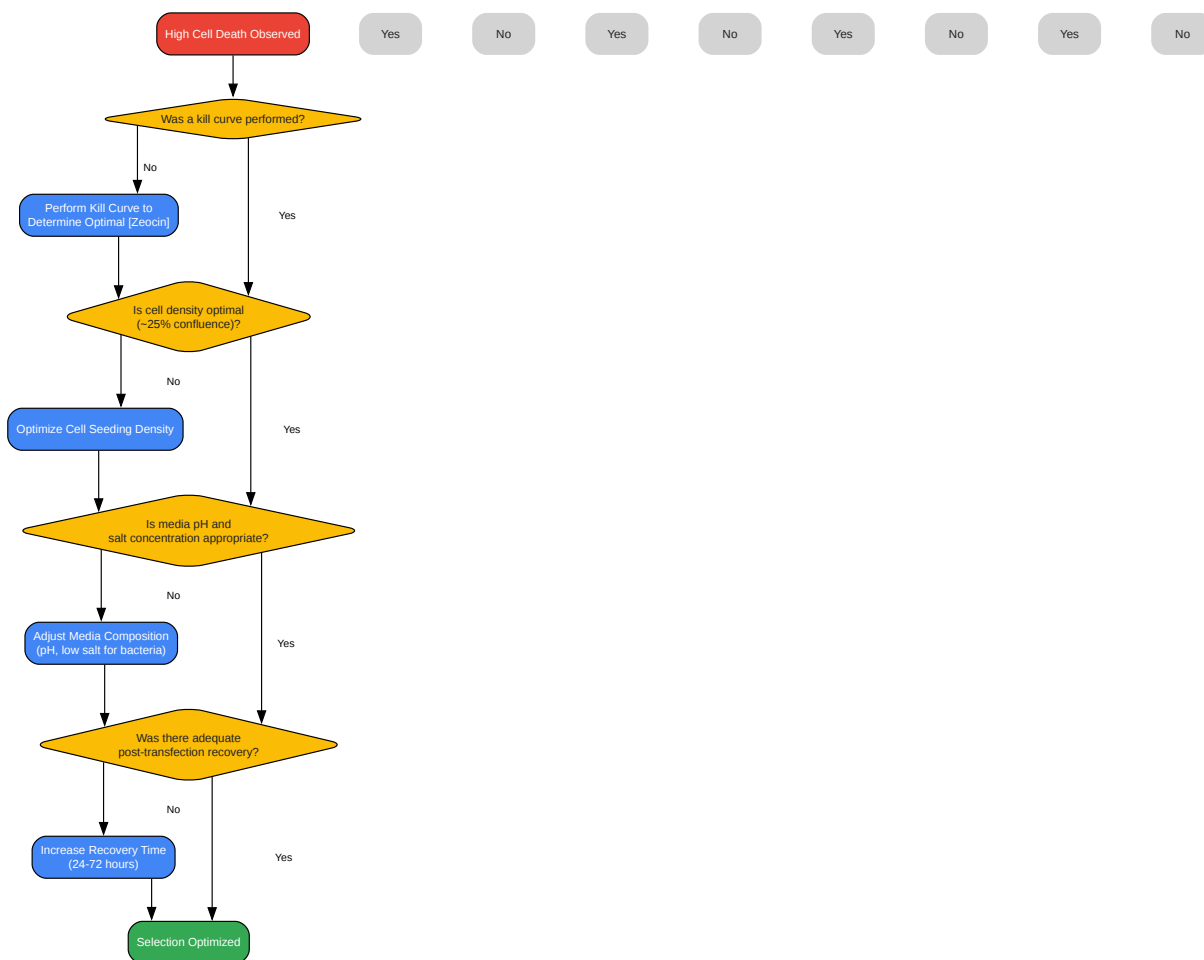 High Cell Death Observed
Yes
No
Yes
No
Yes
No
Yes
No
Was a kill curve performed?
No
Perform Kill Curve to
Determine Optimal [Zeocin]
Yes
Is cell density optimal
(~25% confluence)?
No
Optimize Cell Seeding Density
Yes
Is media pH and
salt concentration appropriate?
No
Adjust Media Composition
(pH, low salt for bacteria)
Yes
Was there adequate
post-transfection recovery?
No
Increase Recovery Time
(24-72 hours)
Yes
Selection Optimized